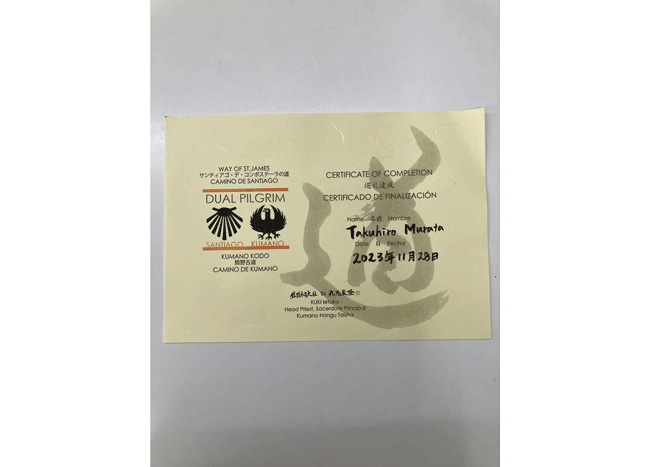 WAY OF ST.JAMES
サンティアゴ・デ・コンポステーラの道
CAMINO DE SANTIAGO
DUAL PILGRIM
SANTIAGO KUMANO
KUMANO KODO
熊野古道
CAMINO DE KUMANO
CERTIFICATE OF COMPLETION
巡礼達成
CERTIFICADO DE FINALIZACIÓN
Name 名前 Nombre
Takuhiro Murata
Date 日 Fecha
2023年11月28日
道
KUKI Ietaka
Head Priest, Sacerdote Principal
Kumano Hongu Taisha